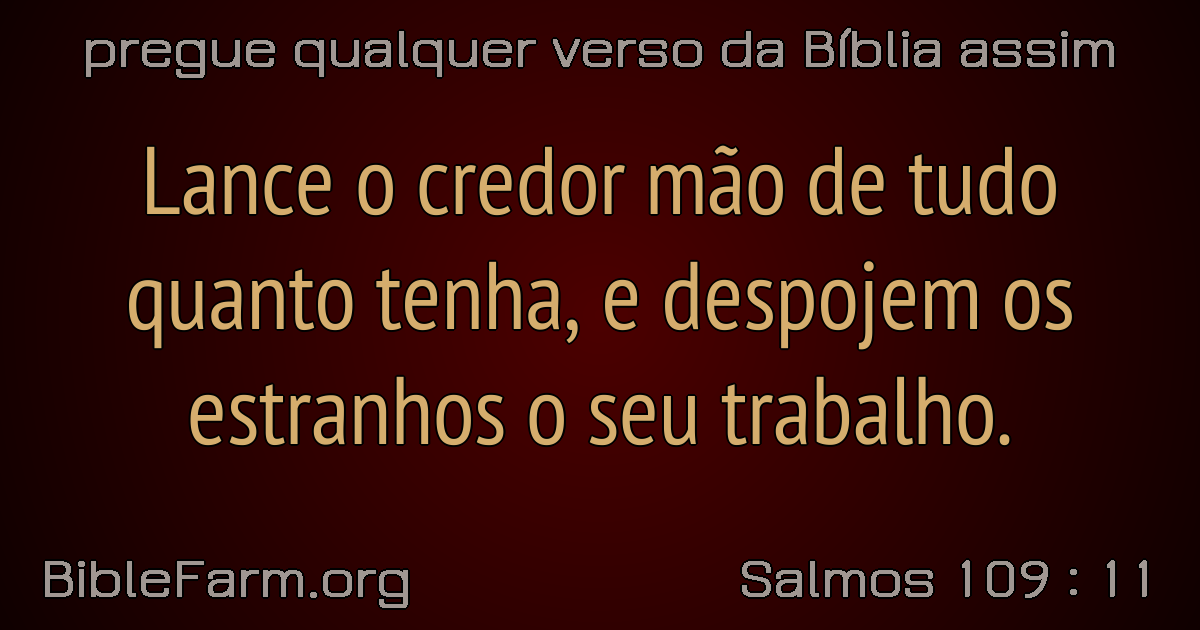 pregue qualquer verso da Bíblia assim
Lance o credor mão de tudo
quanto tenha, e despojem os
estranhos o seu trabalho.
BibleFarm.org
Salmos 109 : 11